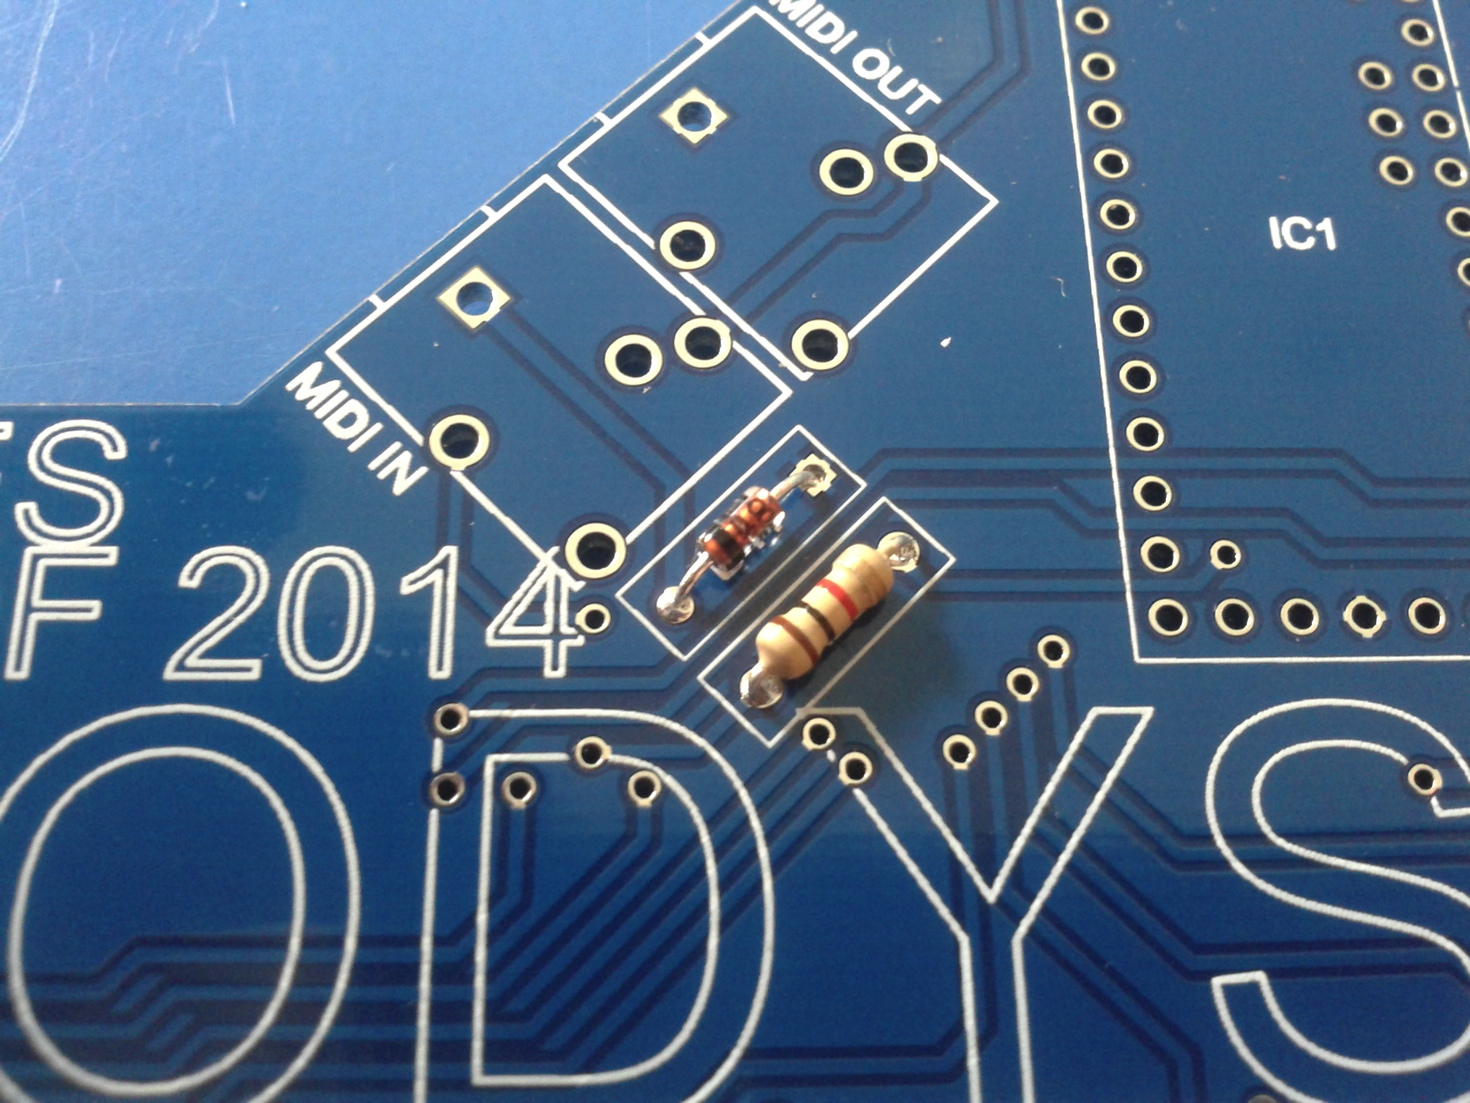 MIDI OUT
IC1
MIDI IN
F 2014
ODYS